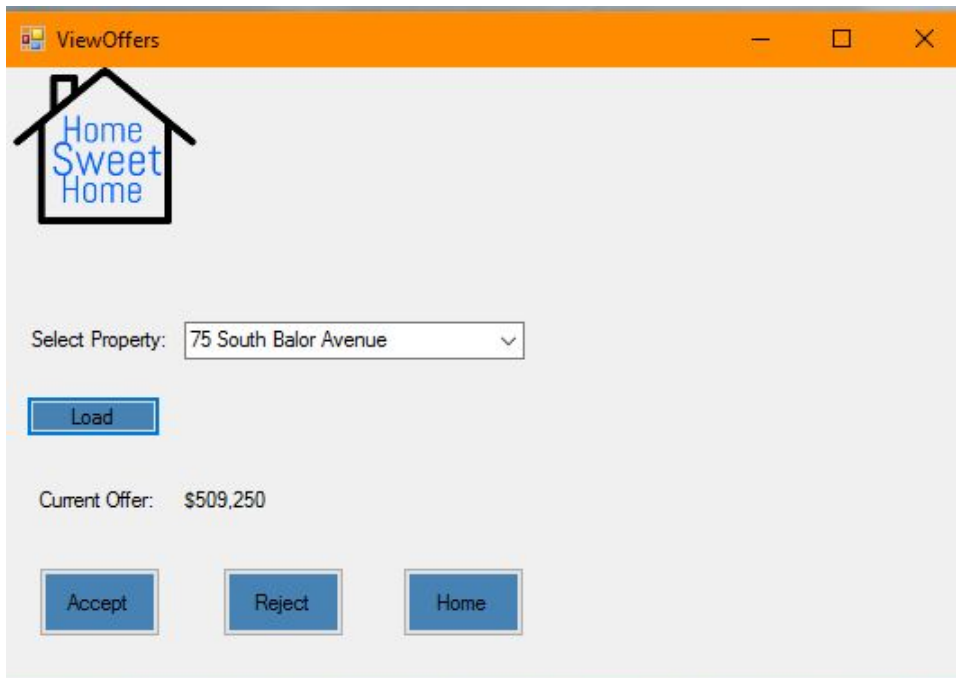 ViewOffers
Home
Sweet
Home
Select Property: 75 South Balor Avenue
Load
Current Offer: $509,250
Accept Reject Home